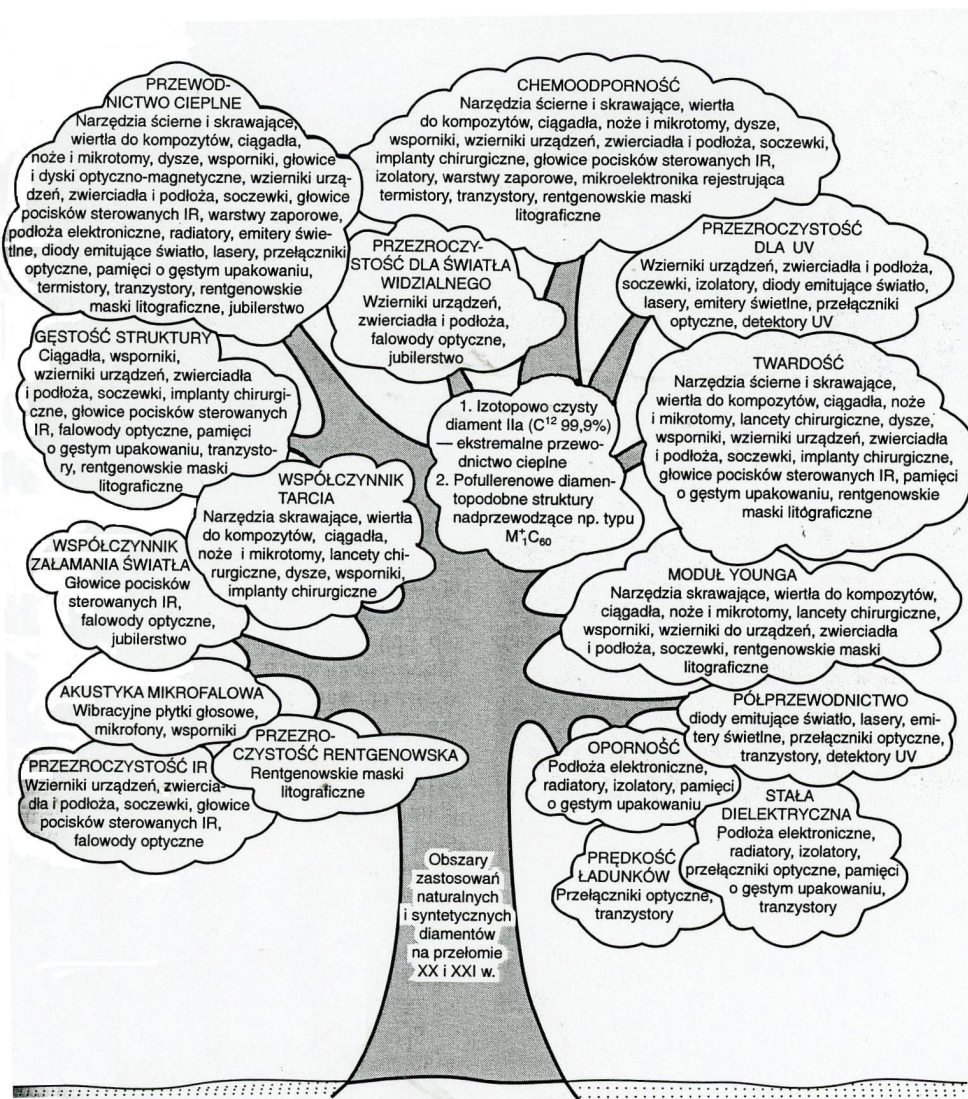 PRZEWOD-
NICTWO CIEPLNE
Narzędzia ścierne i skrawające,
wiertła do kompozytów, ciągadła,
noże i mikrotomy, dysze, wsporniki, głowice
i dyski optyczno-magnetyczne, wzierniki urzą-
dzeń, zwierciadła i podłoża, soczewki, głowice
pocisków sterowanych IR, warstwy zaporowe,
podłoża elektroniczne, radiatory, emitery świe-
tlne, diody emitujące światło, lasery, przełączniki
optyczne, pamięci o gęstym upakowaniu,
termistory, tranzystory, rentgenowskie
maski litograficzne, jubilerstwo
CHEMOODPORNOŚĆ
Narzędzia ścierne i skrawające, wiertła
do kompozytów, ciągadła, noże i mikrotomy, dysze,
wsporniki, wzierniki urządzeń, zwierciadła i podłoża, soczewki,
implanty chirurgiczne, głowice pocisków sterowanych IR,
izolatory, warstwy zaporowe, mikroelektronika rejestrująca
termistory, tranzystory, rentgenowskie maski
litograficzne
PRZEZROCZY-
STOŚĆ DLA ŚWIATŁA
WIDZIALNEGO
Wzierniki urządzeń,
zwierciadła i podłoża,
falowody optyczne,
jubilerstwo
PRZEZROCZYSTOŚĆ
DLA UV
Wzierniki urządzeń, zwierciadła i podłoża,
soczewki, izolatory, diody emitujące światło,
lasery, emitery świetlne, przełączniki
optyczne, detektory UV
GĘSTOŚĆ STRUKTURY
Ciągadła, wsporniki,
wzierniki urządzeń, zwierciadła
i podłoża, soczewki, implanty chirurgi-
czne, głowice pocisków sterowanych
IR, falowody optyczne, pamięci
o gęstym upakowaniu, tranzysto-
ry, rentgenowskie maski
litograficzne
1. Izotopowo czysty
diament IIa (C¹² 99,9%)
— ekstremalne przewo-
dnictwo cieplne
2. Pofullerenowe diamen-
topodobne struktury
nadprzewodzące np. typu
M⁺₁C₆₀
TWARDOŚĆ
Narzędzia ścierne i skrawające,
wiertła do kompozytów, ciągadła, noże
i mikrotomy, lancety chirurgiczne, dysze,
wsporniki, wzierniki urządzeń, zwierciadła
i podłoża, soczewki, implanty chirurgiczne,
głowice pocisków sterowanych IR, pamięci
o gęstym upakowaniu, rentgenowskie
maski litograficzne
WSPÓŁCZYNNIK
TARCIA
Narzędzia skrawające, wiertła
do kompozytów, ciągadła,
noże i mikrotomy, lancety chi-
rurgiczne, dysze, wsporniki,
implanty chirurgiczne
WSPÓŁCZYNNIK
ZAŁAMANIA ŚWIATŁA
Głowice pocisków
sterowanych IR,
falowody optyczne,
jubilerstwo
MODUŁ YOUNGA
Narzędzia skrawające, wiertła do kompozytów,
ciągadła, noże i mikrotomy, lancety chirurgiczne,
wsporniki, wzierniki do urządzeń, zwierciadła
i podłoża, soczewki, rentgenowskie maski
litograficzne
AKUSTYKA MIKROFALOWA
Wibracyjne płytki głosowe,
mikrofony, wsporniki
PRZEZRO-
CZYSTOŚĆ RENTGENOWSKA
Rentgenowskie maski
litograficzne
PRZEZROCZYSTOŚĆ IR
Wzierniki urządzeń, zwiercia-
dła i podłoża, soczewki, głowice
pocisków sterowanych IR,
falowody optyczne
PÓŁPRZEWODNICTWO
diody emitujące światło, lasery, emi-
tery świetlne, przełączniki optyczne,
tranzystory, detektory UV
OPORNOŚĆ
Podłoża elektroniczne,
radiatory, izolatory, pamięci
o gęstym upakowaniu
STAŁA
DIELEKTRYCZNA
Podłoża elektroniczne,
radiatory, izolatory,
przełączniki optyczne, pamięci
o gęstym upakowaniu,
tranzystory
PRĘDKOŚĆ
ŁADUNKÓW
Przełączniki optyczne,
tranzystory
Obszary
zastosowań
naturalnych
i syntetycznych
diamentów
na przełomie
XX i XXI w.